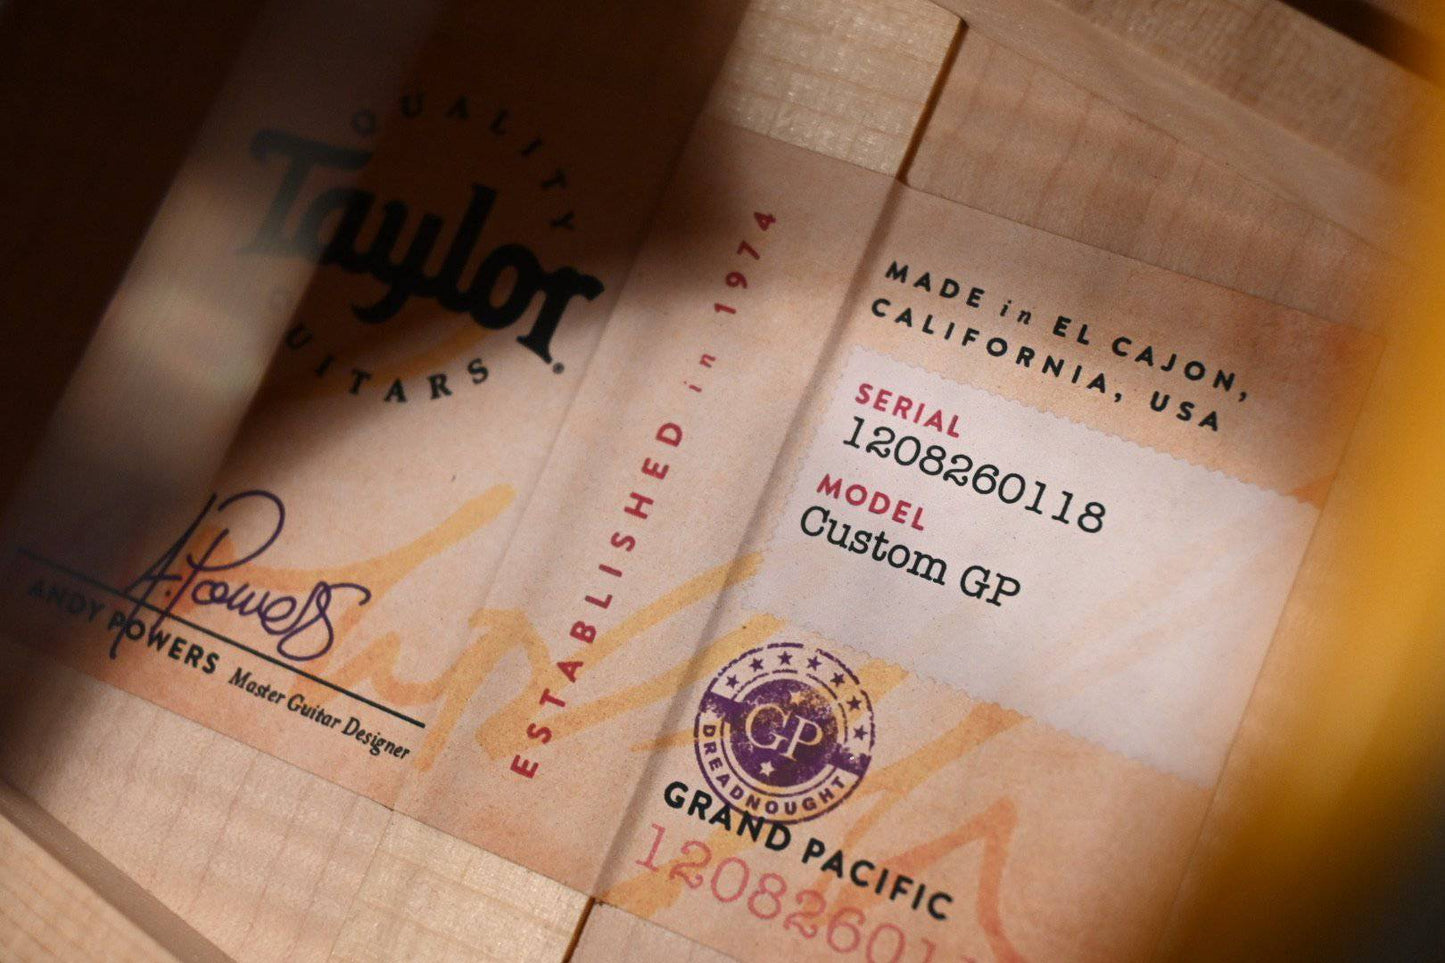 QUALITY
Taylor®
GUITARS
A. Powers
ANDY POWERS Master Guitar Designer
ESTABLISHED in 1974
MADE in EL CAJON,
CALIFORNIA, USA
SERIAL
1208260118
MODEL
Custom GP
GP
DREADNOUGHT
GRAND PACIFIC
12082601